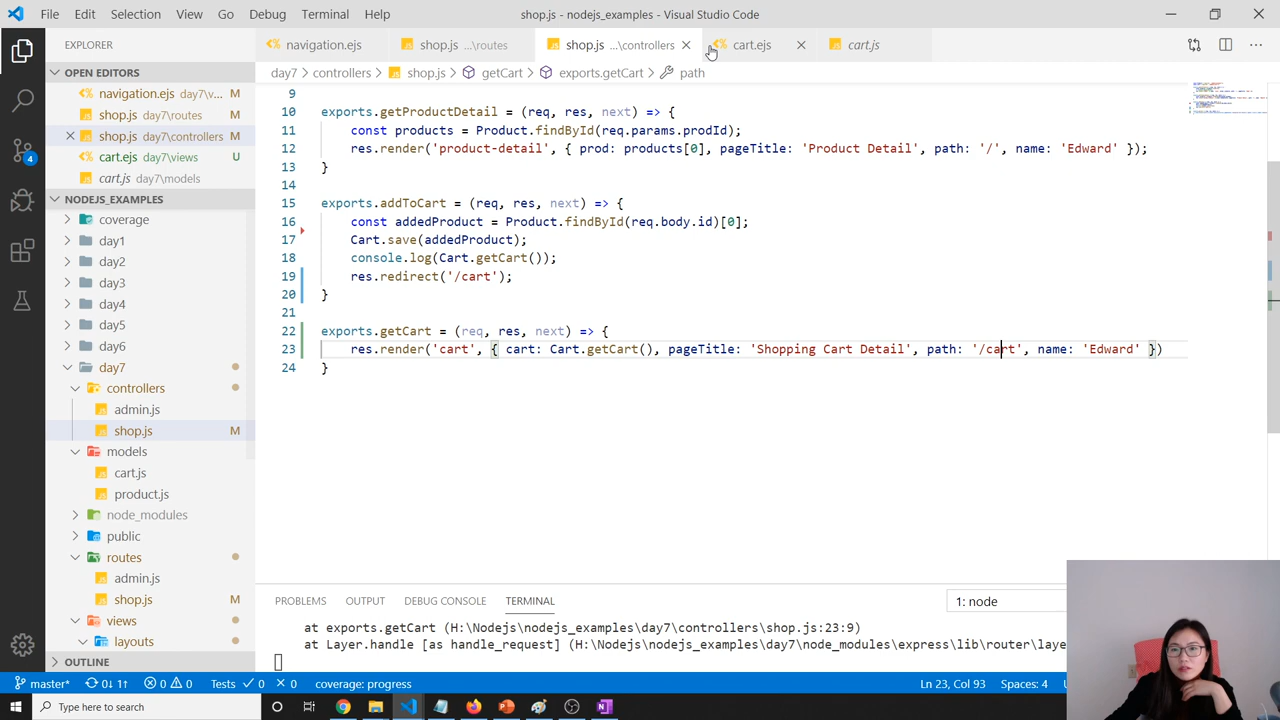 File Edit Selection View Go Debug Terminal Help
shop.js - nodejs_examples - Visual Studio Code
EXPLORER
navigation.ejs
shop.js ...\routes
shop.js ...\controllers
cart.ejs
cart.js
OPEN EDITORS
day7 controllers shop.js getCart exports.getCart path
navigation.ejs day7\v... M
shop.js day7\routes M
shop.js day7\controllers M
cart.ejs day7\views U
cart.js day7\models
NODEJS_EXAMPLES
coverage
day1
day2
day3
day4
day5
day6
day7
controllers
admin.js
shop.js M
models
cart.js
product.js
node_modules
public
routes
admin.js
shop.js M
views
layouts
OUTLINE
9
10 exports.getProductDetail = (req, res, next) => {
11 const products = Product.findById(req.params.prodId);
12 res.render('product-detail', { prod: products[0], pageTitle: 'Product Detail', path: '/', name: 'Edward' });
13 }
14
15 exports.addToCart = (req, res, next) => {
16 const addedProduct = Product.findById(req.body.id)[0];
17 Cart.save(addedProduct);
18 console.log(Cart.getCart());
19 res.redirect('/cart');
20 }
21
22 exports.getCart = (req, res, next) => {
23 res.render('cart', { cart: Cart.getCart(), pageTitle: 'Shopping Cart Detail', path: '/cart', name: 'Edward' })
24 }
PROBLEMS OUTPUT DEBUG CONSOLE TERMINAL
1: node
at exports.getCart (H:\Nodejs\nodejs_examples\day7\controllers\shop.js:23:9)
at Layer.handle [as handle_request] (H:\Nodejs\nodejs_examples\day7\node_modules\express\lib\router\laye
4
master* 0↓ 1↑ 0 0 Tests 0 coverage: progress
Ln 23, Col 93 Spaces: 4
Type here to search